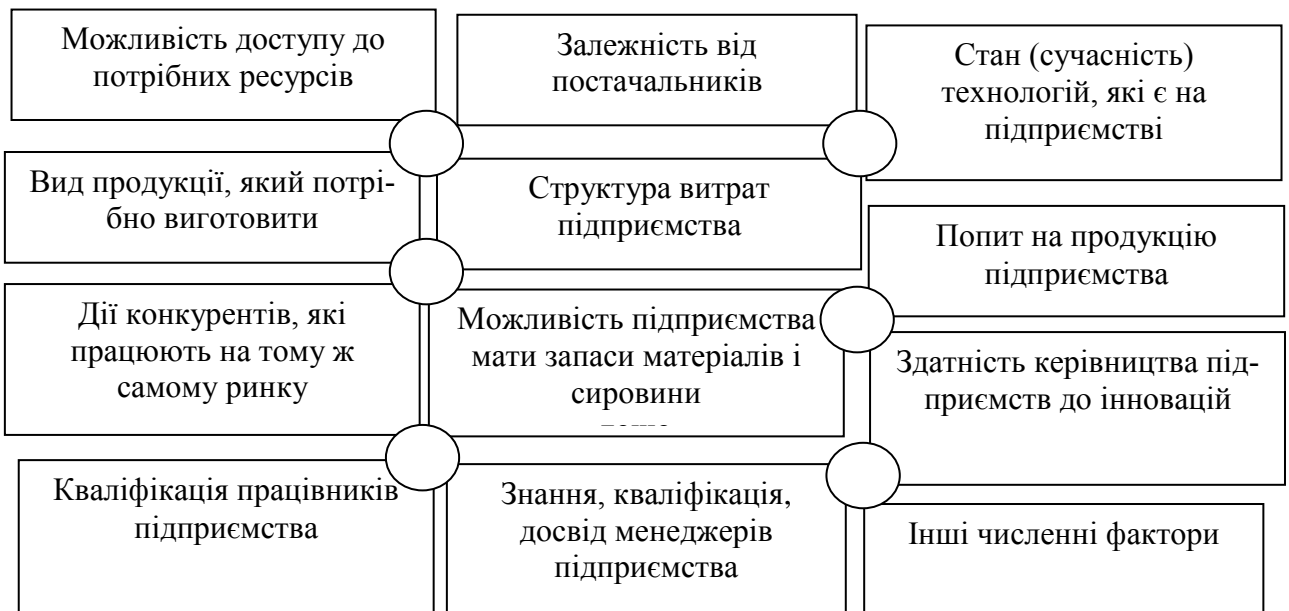 Можливість доступу до
потрібних ресурсів
Залежність від
постачальників
Стан (сучасність)
технологій, які є на
підприємстві
Вид продукції, який потрі-
бно виготовити
Структура витрат
підприємства
Попит на продукцію
підприємства
Дії конкурентів, які
працюють на тому ж
самому ринку
Можливість підприємства
мати запаси матеріалів і
сировини
Здатність керівництва під-
приємств до інновацій
Кваліфікація працівників
підприємства
Знання, кваліфікація,
досвід менеджерів
підприємства
Інші численні фактори